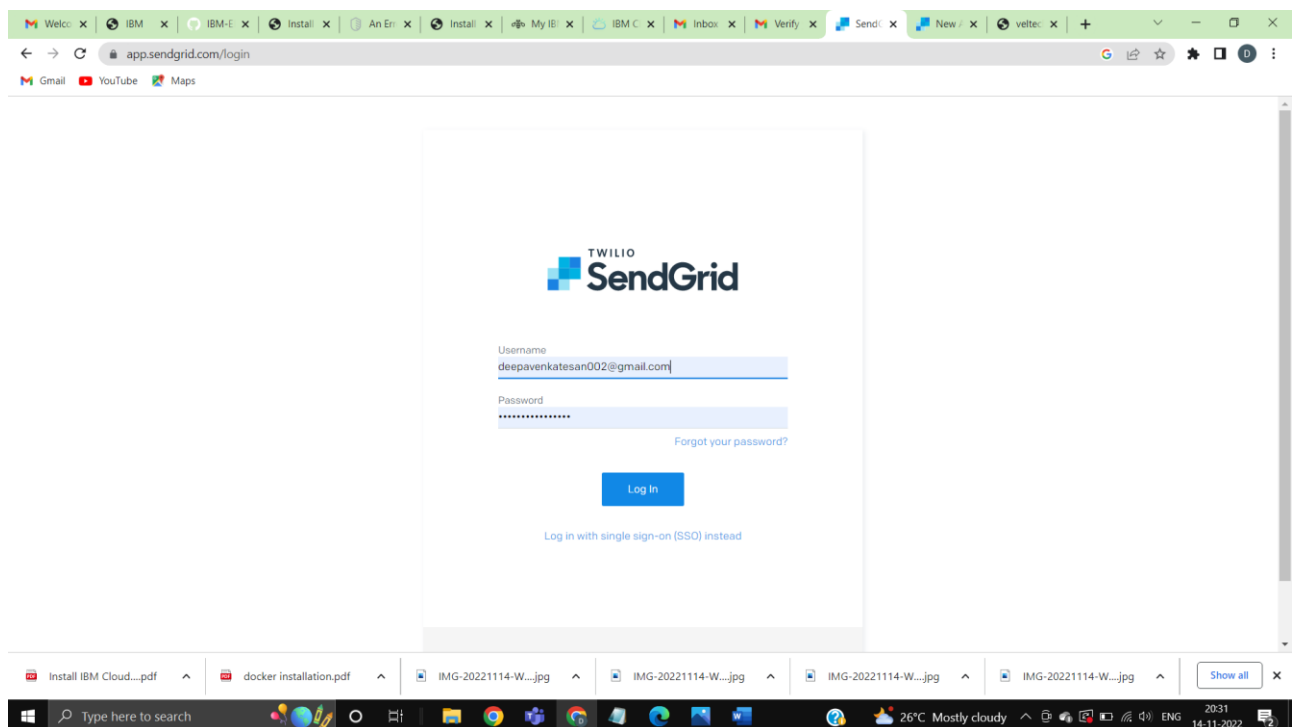 Welco IBM IBM-E Install An Err Install My IB IBM C Inbox Verify Send New veltec
app.sendgrid.com/login D
Gmail YouTube Maps
TWILIO
SendGrid
Username
deepavenkatesan002@gmail.com
Password
••••••••••••••••
Forgot your password?
Log In
Log in with single sign-on (SSO) instead
Install IBM Cloud....pdf docker installation.pdf IMG-20221114-W....jpg IMG-20221114-W....jpg IMG-20221114-W....jpg IMG-20221114-W....jpg Show all
Type here to search 26°C Mostly cloudy ENG 20:31
14-11-2022 2